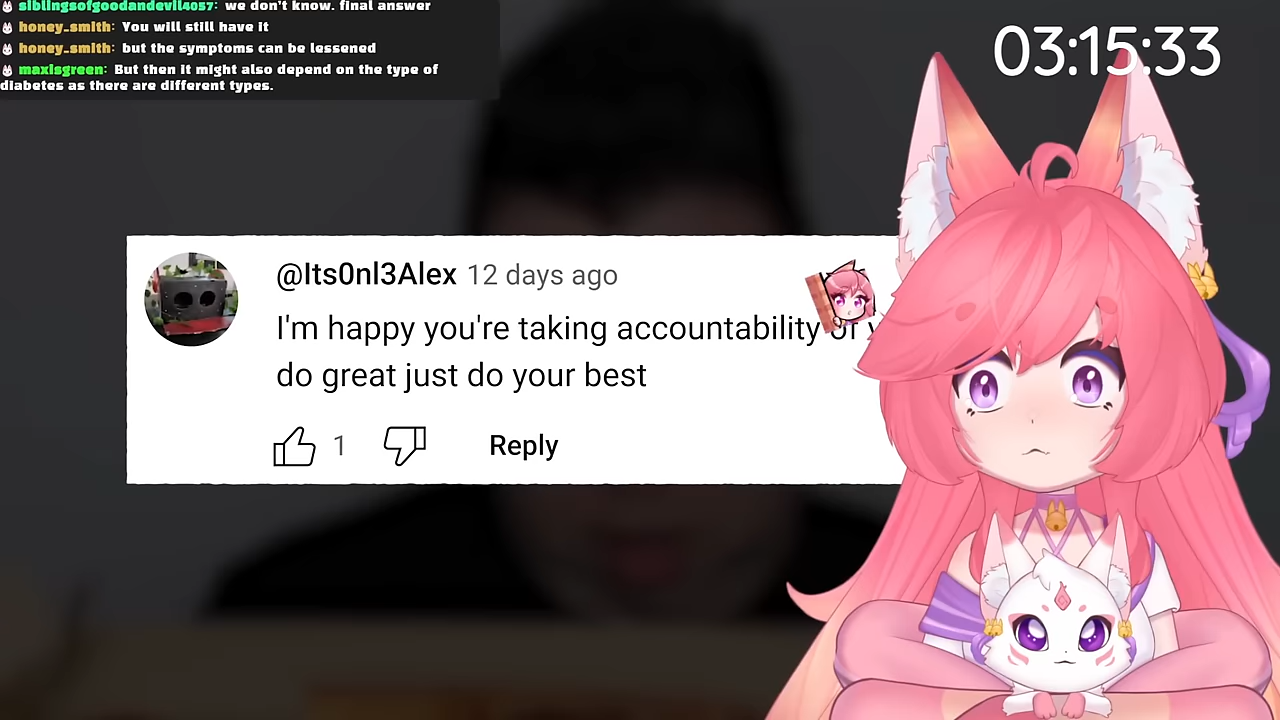 siblingsofgoodandevil4057: we don't know. final answer
honey_smith: You will still have it
honey_smith: but the symptoms can be lessened
maxisgreen: But then it might also depend on the type of
diabetes as there are different types.
03:15:33
@Its0nl3Alex 12 days ago
I'm happy you're taking accountability of
do great just do your best
1
Reply